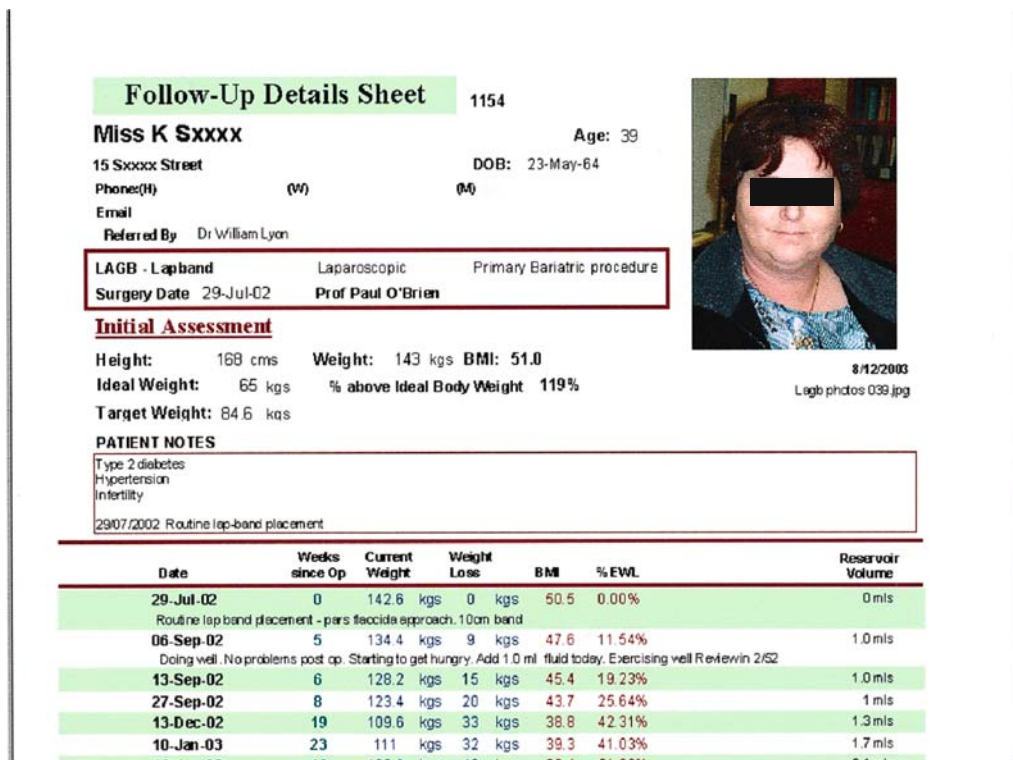 Follow-Up Details Sheet 1154
Miss K Sxxxx Age: 39
15 Sxxxx Street DOB: 23-May-64
Phone:(H) (W) (M)
Email
Referred By Dr William Lyon
LAGB - Lapband Laparoscopic Primary Bariatric procedure
Surgery Date 29-Jul-02 Prof Paul O'Brien
Initial Assessment
Height: 168 cms Weight: 143 kgs BMI: 51.0
Ideal Weight: 65 kgs % above Ideal Body Weight 119%
Target Weight: 84.6 kgs
8/12/2003
Lagb photos 039.jpg
PATIENT NOTES
Type 2 diabetes
Hypertension
Infertility
29/07/2002 Routine lap-band placement
Date Weeks since Op Current Weight Weight Loss BMI % EWL Reservoir Volume
29-Jul-02 0 142.6 kgs 0 kgs 50.5 0.00% 0 mls
Routine lap band placement - pars flaccida approach. 10cm band
06-Sep-02 5 134.4 kgs 9 kgs 47.6 11.54% 1.0 mls
Doing well. No problems post op. Starting to get hungry. Add 1.0 ml fluid today. Exercising well Review in 2/52
13-Sep-02 6 128.2 kgs 15 kgs 45.4 19.23% 1.0 mls
27-Sep-02 8 123.4 kgs 20 kgs 43.7 25.64% 1 mls
13-Dec-02 19 109.6 kgs 33 kgs 38.8 42.31% 1.3 mls
10-Jan-03 23 111 kgs 32 kgs 39.3 41.03% 1.7 mls